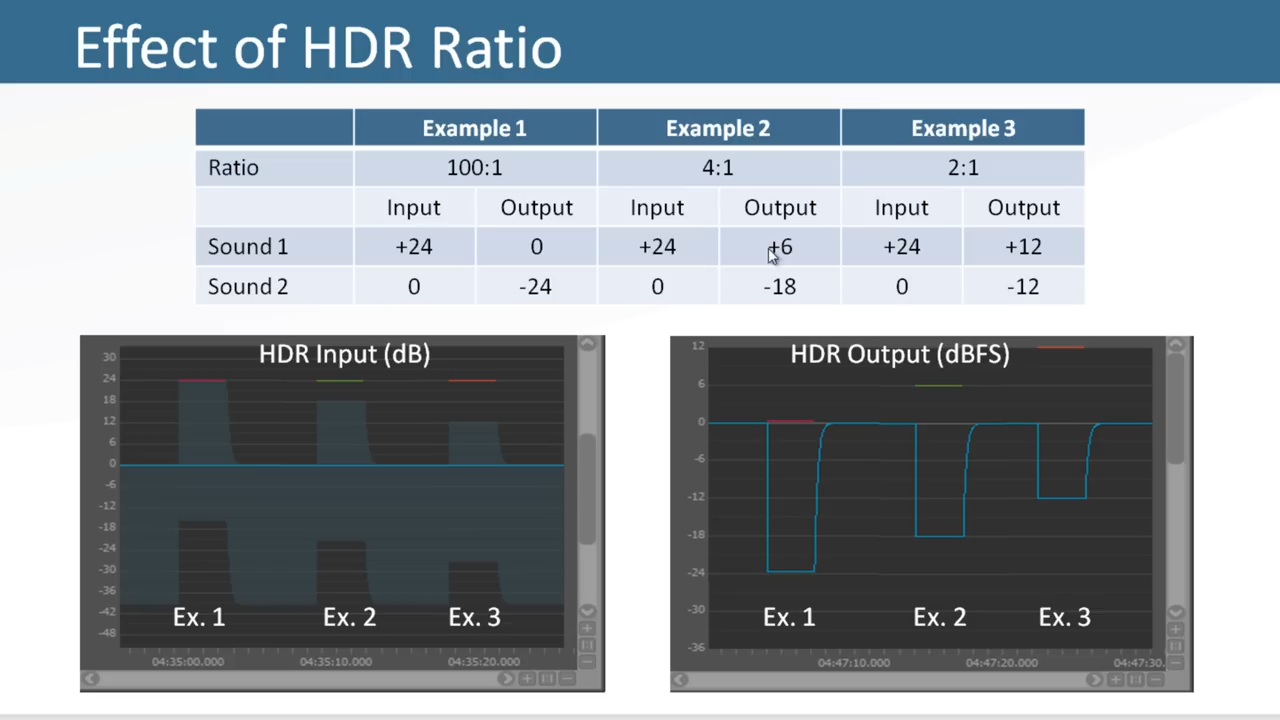 Effect of HDR Ratio
Example 1 Example 2 Example 3
Ratio 100:1 4:1 2:1
Input Output Input Output Input Output
Sound 1 +24 0 +24 +6 +24 +12
Sound 2 0 -24 0 -18 0 -12
HDR Input (dB)
30
24
18
12
6
0
-6
-12
-18
-24
-30
-36
-42
-48
Ex. 1 Ex. 2 Ex. 3
04:35:00.000 04:35:10.000 04:35:20.000
HDR Output (dBFS)
12
6
0
-6
-12
-18
-24
-30
-36
Ex. 1 Ex. 2 Ex. 3
04:47:10.000 04:47:20.000 04:47:30.